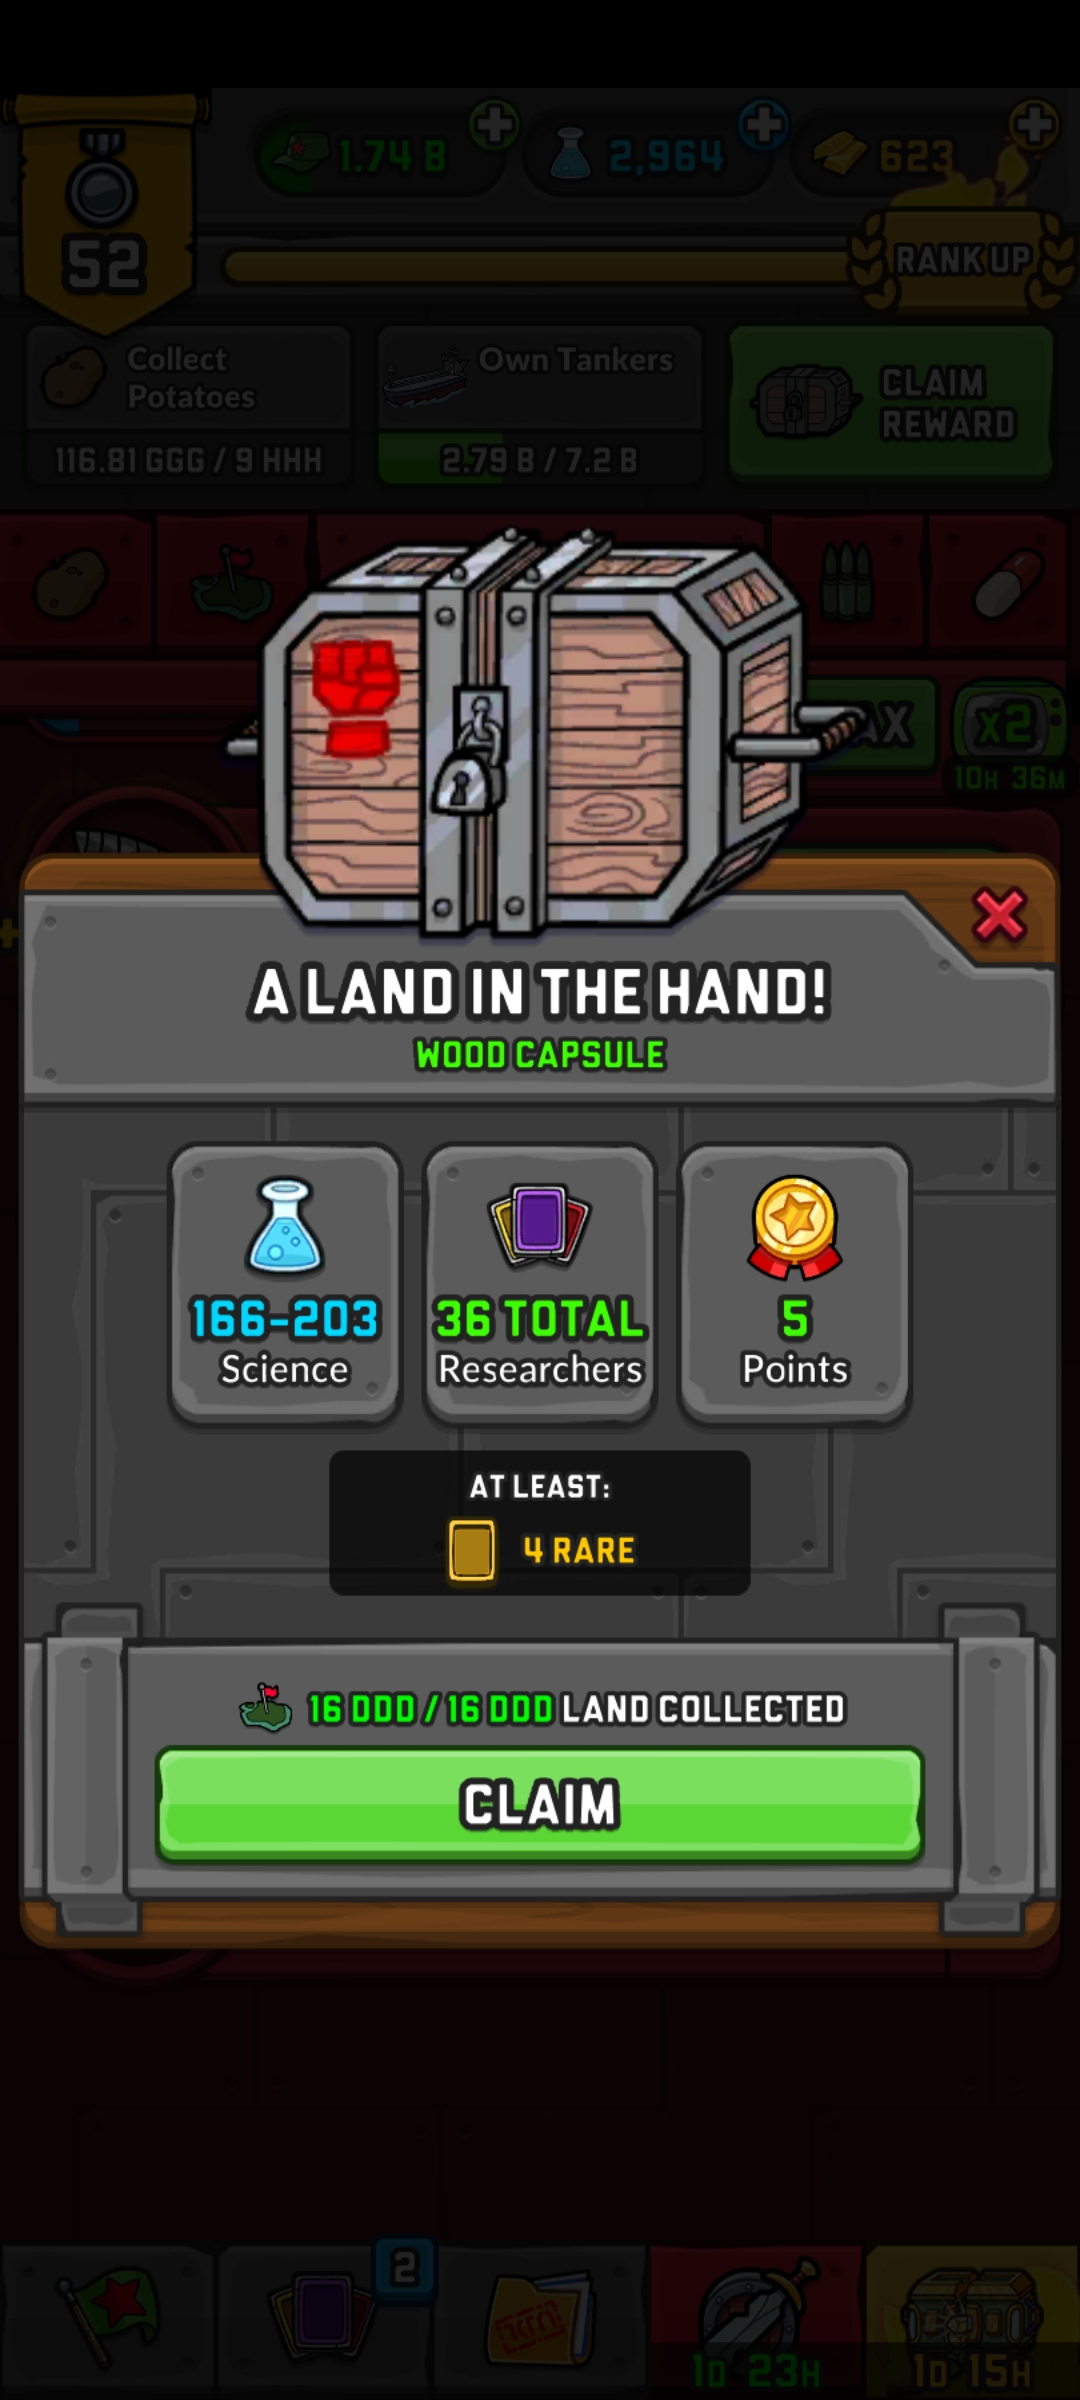 1.74 B
2,964
623
52
RANK UP
Collect
Potatoes
116.81 GGG / 9 HHH
Own Tankers
2.79 B / 7.2 B
CLAIM
REWARD
AX
X2
10H 36M
A LAND IN THE HAND!
WOOD CAPSULE
166-203
Science
36 TOTAL
Researchers
5
Points
AT LEAST:
4 RARE
16 DDD / 16 DDD LAND COLLECTED
CLAIM
2
1D 23H
1D 15H